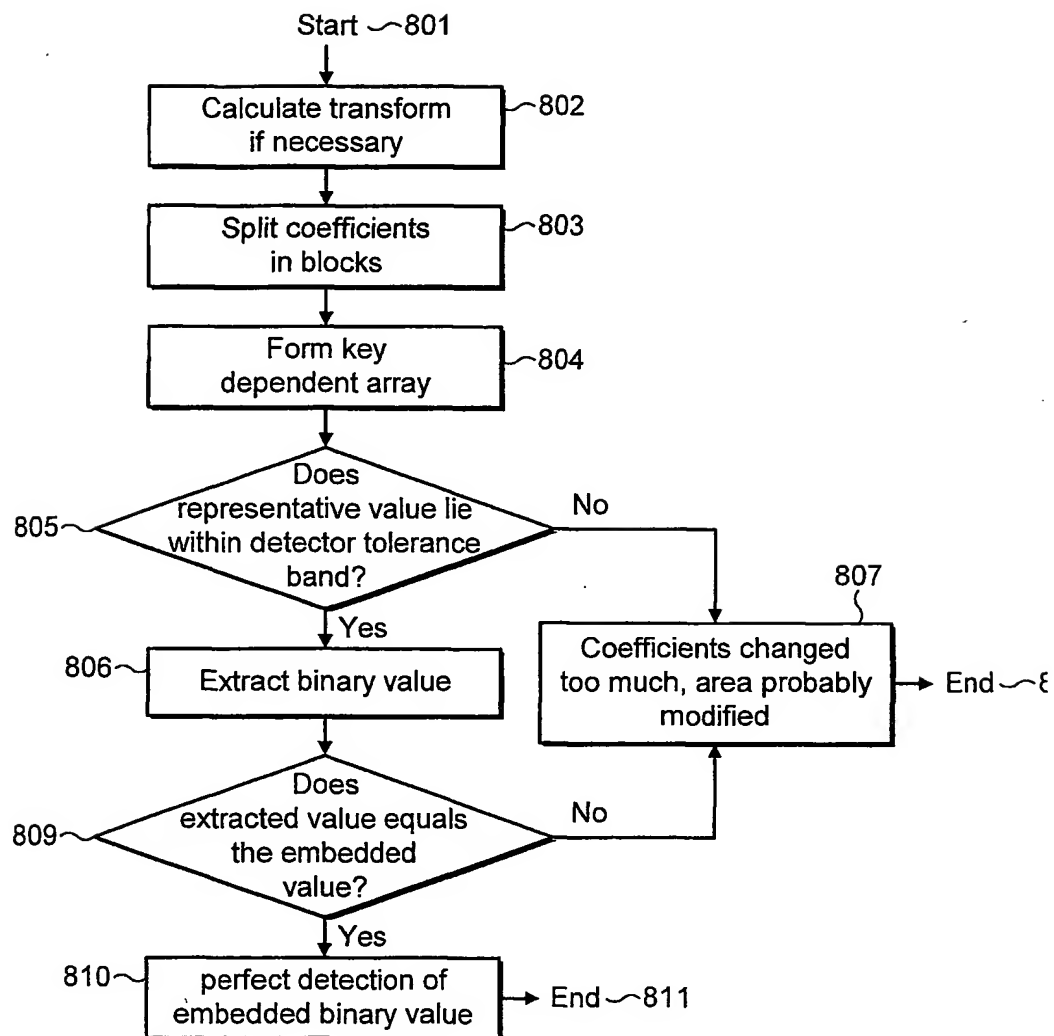 Start 801
Calculate transform
if necessary
802
Split coefficients
in blocks
803
Form key
dependent array
804
Does
representative value lie
within detector tolerance
band?
805
No
Yes
807
Coefficients changed
too much, area probably
modified
End
806
Extract binary value
Does
extracted value equals
the embedded
value?
809
No
Yes
810
perfect detection of
embedded binary value
End 811